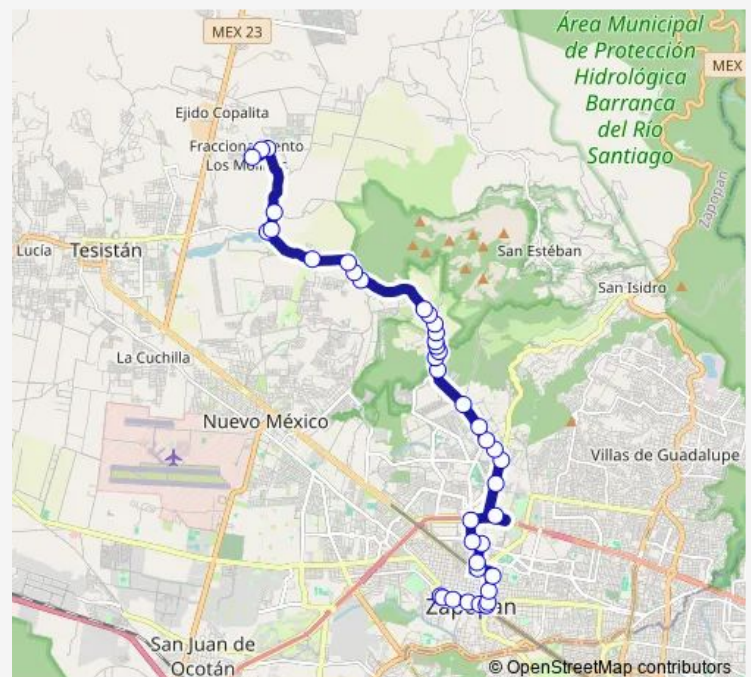 Área Municipal
de Protección
Hidrológica
Barranca
del Río
Santiago
MEX 23
MEX
Ejido Copalita
Fraccionamiento
Los
Zapopan
Lucía
Tesistán
San Estéban
San Isidro
La Cuchilla
Nuevo México
Villas de Guadalupe
Zapopan
San Juan de
Ocotán
© OpenStreetMap contributors